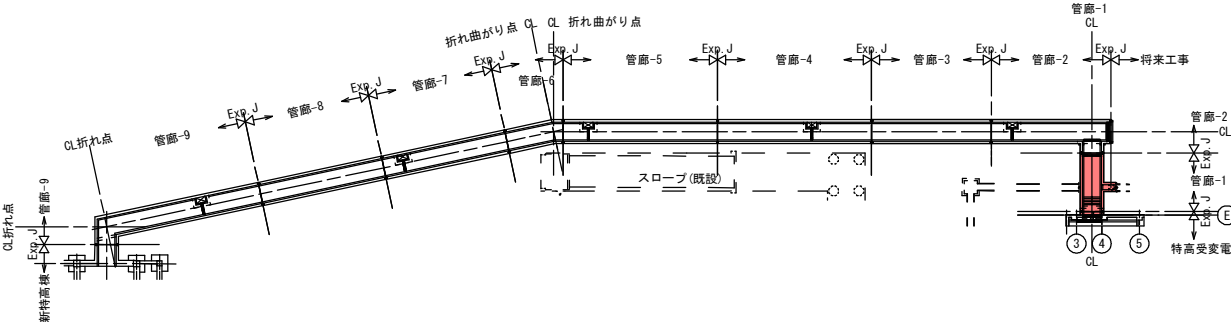 管廊-1
CL
折れ曲がり点 CL
CL 折れ曲がり点
Exp.J
管廊-5
Exp.J
管廊-4
Exp.J
管廊-3
Exp.J
管廊-2
Exp.J
将来工事
Exp.J
管廊-6
管廊-7
Exp.J
管廊-8
Exp.J
管廊-9
CL折れ点
管廊-2
CL
Exp.J
管廊-1
Exp.J
E
特高受変電
スロープ(既設)
3
4
5
CL
CL折れ点
管廊-9
Exp.J
新特高棟